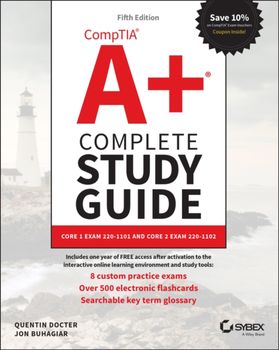 Fifth Edition
Save 10%
on CompTIA® Exam Vouchers
Coupon Inside!
CompTIA®
A+®
COMPLETE
STUDY
GUIDE
CORE 1 EXAM 220-1101 AND CORE 2 EXAM 220-1102
Includes one year of FREE access after activation to the
interactive online learning environment and study tools:
8 custom practice exams
Over 500 electronic flashcards
Searchable key term glossary
QUENTIN DOCTER
JON BUHAGIAR
SYBEX
A Wiley Brand